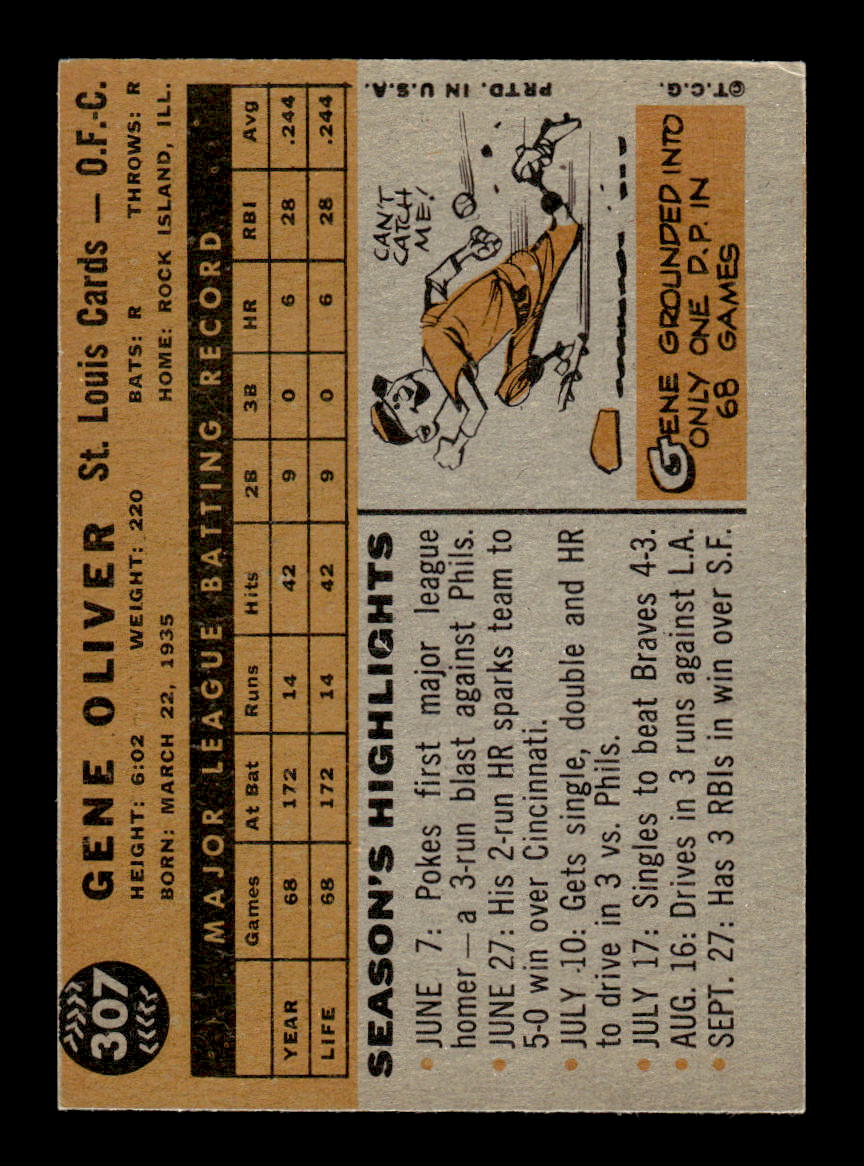 307
GENE OLIVER St. Louis Cards — O.F.-C.
HEIGHT: 6:02 WEIGHT: 220 BATS: R THROWS: R
BORN: MARCH 22, 1935 HOME: ROCK ISLAND, ILL.
MAJOR LEAGUE BATTING RECORD
Games At Bat Runs Hits 2B 3B HR RBI Avg
YEAR 68 172 14 42 9 0 6 28 .244
LIFE 68 172 14 42 9 0 6 28 .244
SEASON'S HIGHLIGHTS
• JUNE 7: Pokes first major league
homer — a 3-run blast against Phils.
• JUNE 27: His 2-run HR sparks team to
5-0 win over Cincinnati.
• JULY 10: Gets single, double and HR
to drive in 3 vs. Phils.
• JULY 17: Singles to beat Braves 4-3.
• AUG. 16: Drives in 3 runs against L.A.
• SEPT. 27: Has 3 RBIs in win over S.F.
CAN'T
CATCH
ME!
GENE GROUNDED INTO
ONLY ONE D.P. IN
68 GAMES
©T.C.G. PRTD. IN U.S.A.